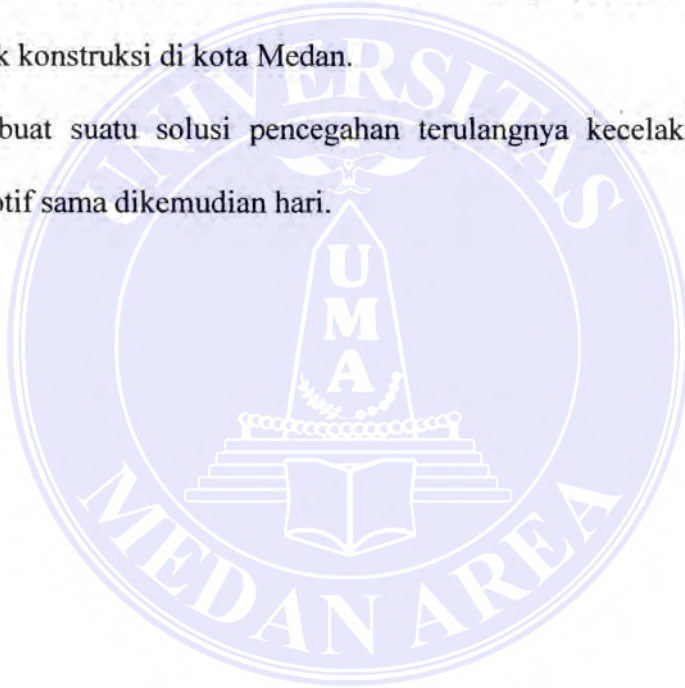 k konstruksi di kota Medan.
buat suatu solusi pencegahan terulangnya kecelak
otif sama dikemudian hari.
UNIVERSITAS
UMA
MEDAN AREA